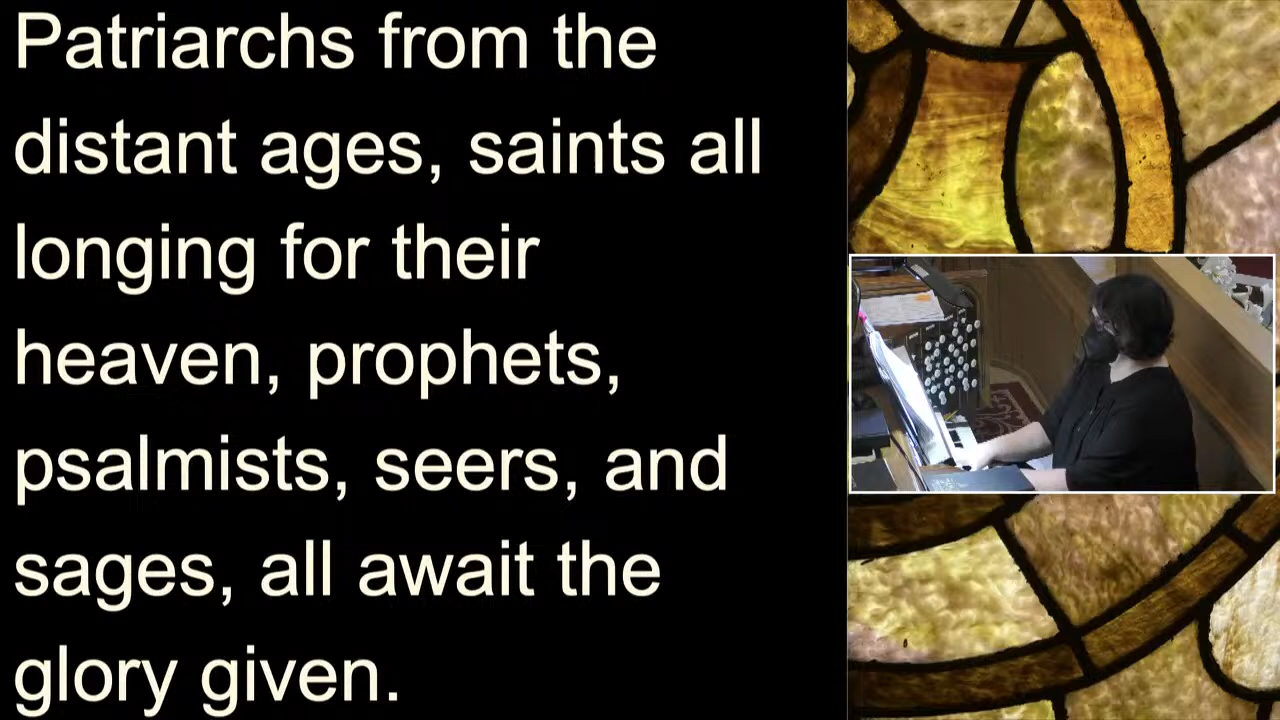 Patriarchs from the
distant ages, saints all
longing for their
heaven, prophets,
psalmists, seers, and
sages, all await the
glory given.